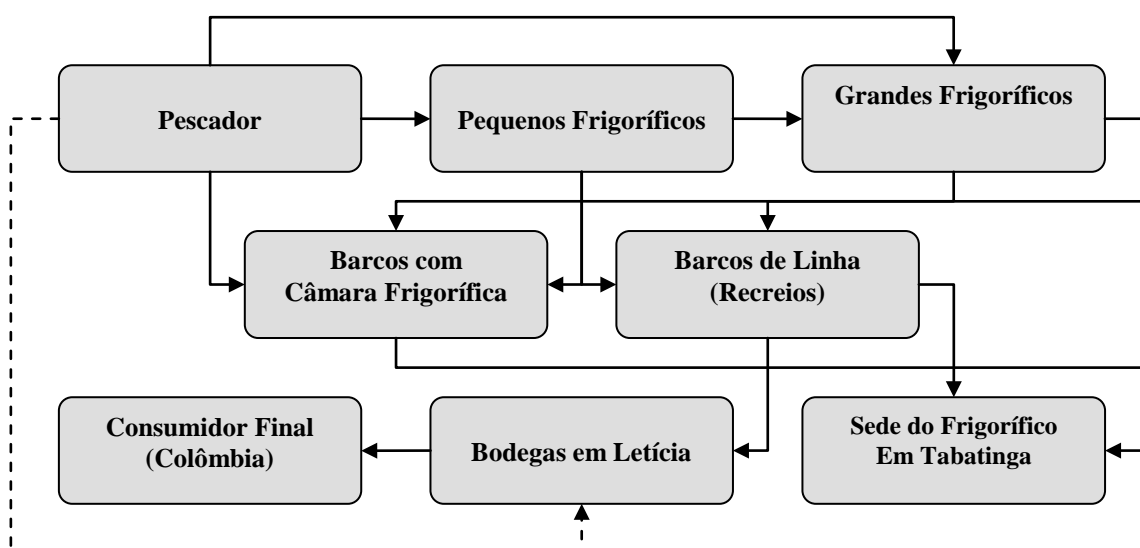 Pescador
Pequenos Frigoríficos
Grandes Frigoríficos
Barcos com
Câmara Frigorífica
Barcos de Linha
(Recreios)
Consumidor Final
(Colômbia)
Bodegas em Letícia
Sede do Frigorífico
Em Tabatinga